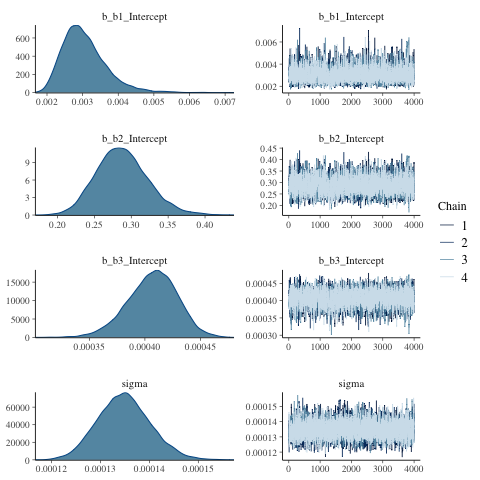 b_b1_Intercept
b_b1_Intercept
600
400
200
0
0.002 0.003 0.004 0.005 0.006 0.007
0.006
0.004
0.002
0 1000 2000 3000 4000
b_b2_Intercept
b_b2_Intercept
9
6
3
0
0.20 0.25 0.30 0.35 0.40
0.45
0.40
0.35
0.30
0.25
0.20
0 1000 2000 3000 4000
Chain
1
2
3
4
b_b3_Intercept
b_b3_Intercept
15000
10000
5000
0
0.00035 0.00040 0.00045
0.00045
0.00040
0.00035
0.00030
0 1000 2000 3000 4000
sigma
sigma
60000
40000
20000
0
0.00012 0.00013 0.00014 0.00015
0.00015
0.00014
0.00013
0.00012
0 1000 2000 3000 4000